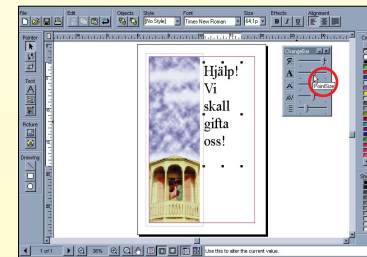 File Edit Objects Style Font Size Effects Alignment
[No Style] Times New Roman 64,1p B I U
Pointer
Text
A
Picture
Drawing
ChangeBar
A
PointSize
Hjälp!
Vi
skall
gifta
oss!
1 of 1 36% Use this to alter the current value.